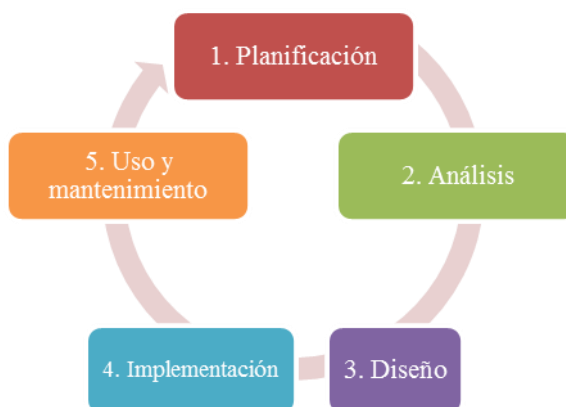 1. Planificación
2. Análisis
3. Diseño
4. Implementación
5. Uso y
mantenimiento